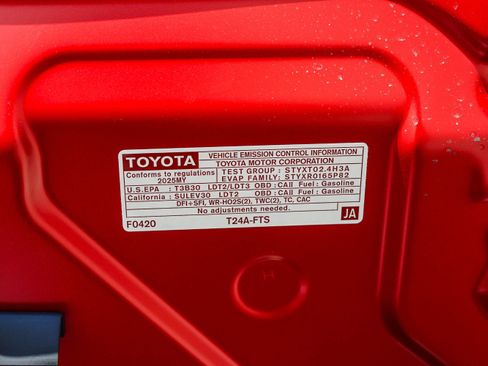 TOYOTA
VEHICLE EMISSION CONTROL INFORMATION
TOYOTA MOTOR CORPORATION
Conforms to regulations
2025MY
TEST GROUP : STYXT02.4H3A
EVAP FAMILY: STYXR0165P82
U.S.EPA : T3B30 LDT2/LDT3 OBD : CAII Fuel : Gasoline
California : SULEV30 LDT2 OBD : CAII Fuel : Gasoline
DFI+SFI, WR-HO2S(2), TWC(2), TC, CAC
No adjustments needed.
F0420 T24A-FTS JA
H